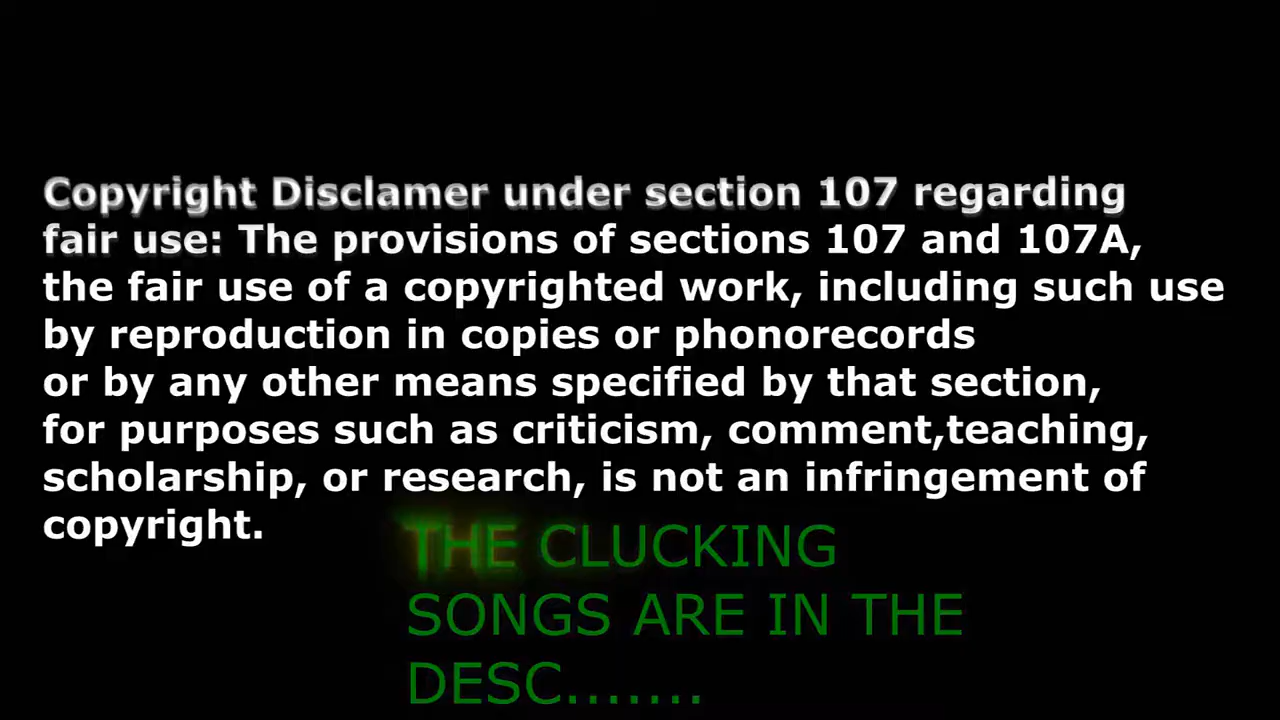 Copyright Disclamer under section 107 regarding
fair use: The provisions of sections 107 and 107A,
the fair use of a copyrighted work, including such use
by reproduction in copies or phonorecords
or by any other means specified by that section,
for purposes such as criticism, comment,teaching,
scholarship, or research, is not an infringement of
copyright.
THE CLUCKING
SONGS ARE IN THE
DESC.......